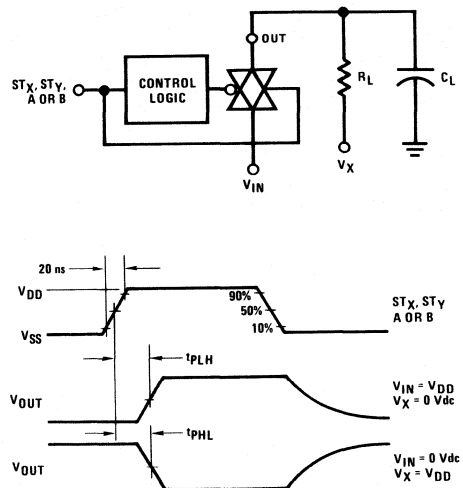 OUT
ST_X, ST_Y,
A OR B
CONTROL
LOGIC
R_L
C_L
V_IN
V_X
20 ns
V_DD
V_SS
90%
50%
10%
ST_X, ST_Y
A OR B
t_PLH
V_OUT
V_IN = V_DD
V_X = 0 Vdc
t_PHL
V_OUT
V_IN = 0 Vdc
V_X = V_DD